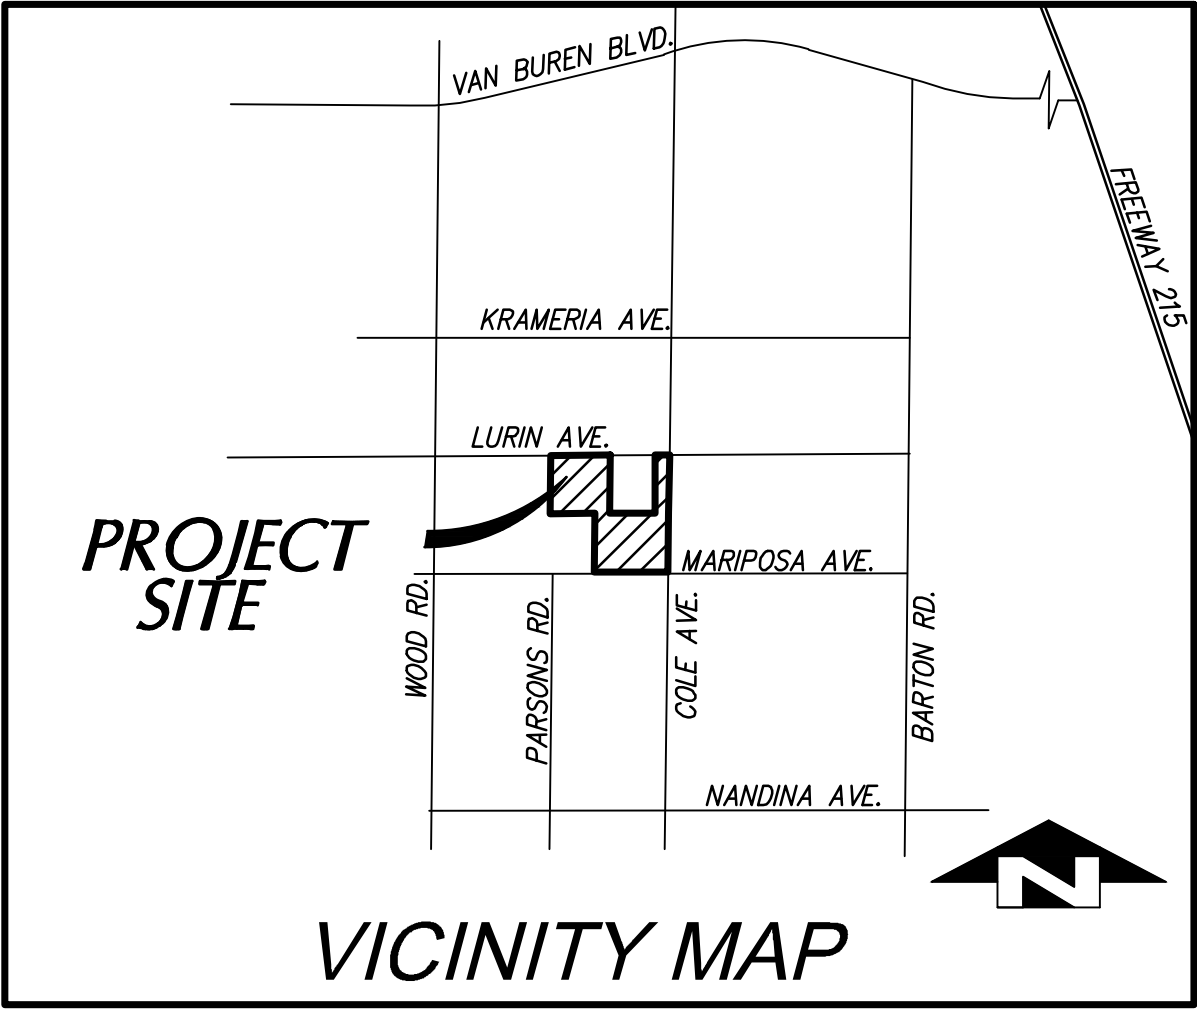 VAN BUREN BLVD.
FREEWAY 215
KRAMERIA AVE.
LURIN AVE.
PROJECT
SITE
MARIPOSA AVE.
WOOD RD.
PARSONS RD.
COLE AVE.
BARTON RD.
NANDINA AVE.
N
VICINITY MAP